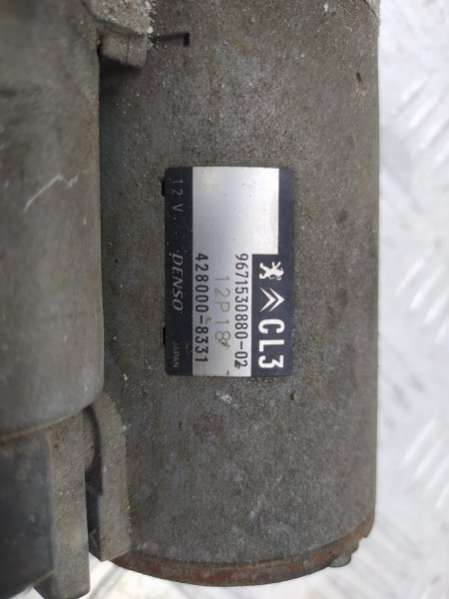 CL3
9671530880-02
12P18
428000-8331
12 V. DENSO JAPAN